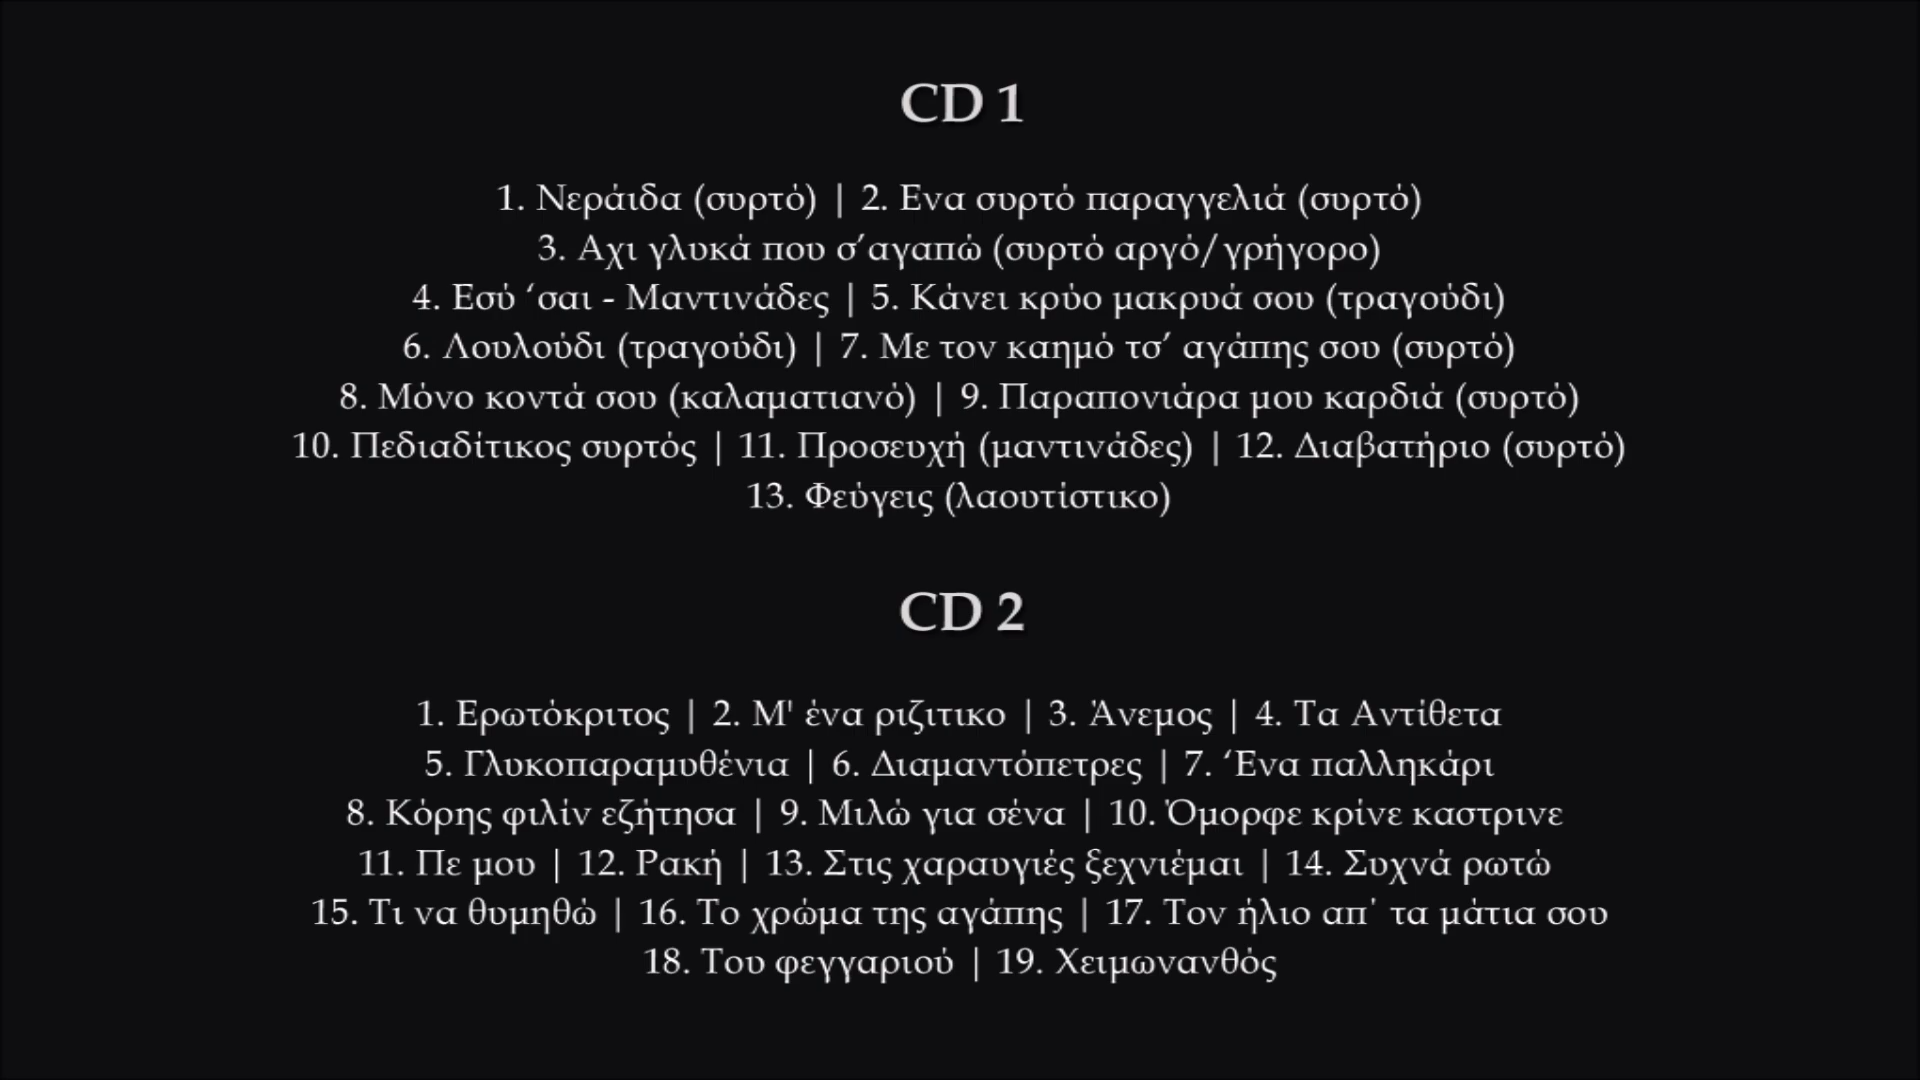 CD 1
1. Νεράιδα (συρτό) | 2. Ενα συρτό παραγγελιά (συρτό)
3. Αχι γλυκά που σ΄αγαπώ (συρτό αργό/γρήγορο)
4. Εσύ ‘σαι - Μαντινάδες | 5. Κάνει κρύο μακρυά σου (τραγούδι)
6. Λουλούδι (τραγούδι) | 7. Με τον καημό τσ’ αγάπης σου (συρτό)
8. Μόνο κοντά σου (καλαματιανό) | 9. Παραπονιάρα μου καρδιά (συρτό)
10. Πεδιαδίτικος συρτός | 11. Προσευχή (μαντινάδες) | 12. Διαβατήριο (συρτό)
13. Φεύγεις (λαουτίστικο)
CD 2
1. Ερωτόκριτος | 2. Μ' ένα ριζιτικο | 3. Άνεμος | 4. Τα Αντίθετα
5. Γλυκοπαραμυθένια | 6. Διαμαντόπετρες | 7. ‘Ενα παλληκάρι
8. Κόρης φιλίν εζήτησα | 9. Μιλώ για σένα | 10. Όμορφε κρίνε καστρινε
11. Πε μου | 12. Ρακή | 13. Στις χαραυγιές ξεχνιέμαι | 14. Συχνά ρωτώ
15. Τι να θυμηθώ | 16. Το χρώμα της αγάπης | 17. Τον ήλιο απ΄ τα μάτια σου
18. Του φεγγαριού | 19. Χειμωνανθός